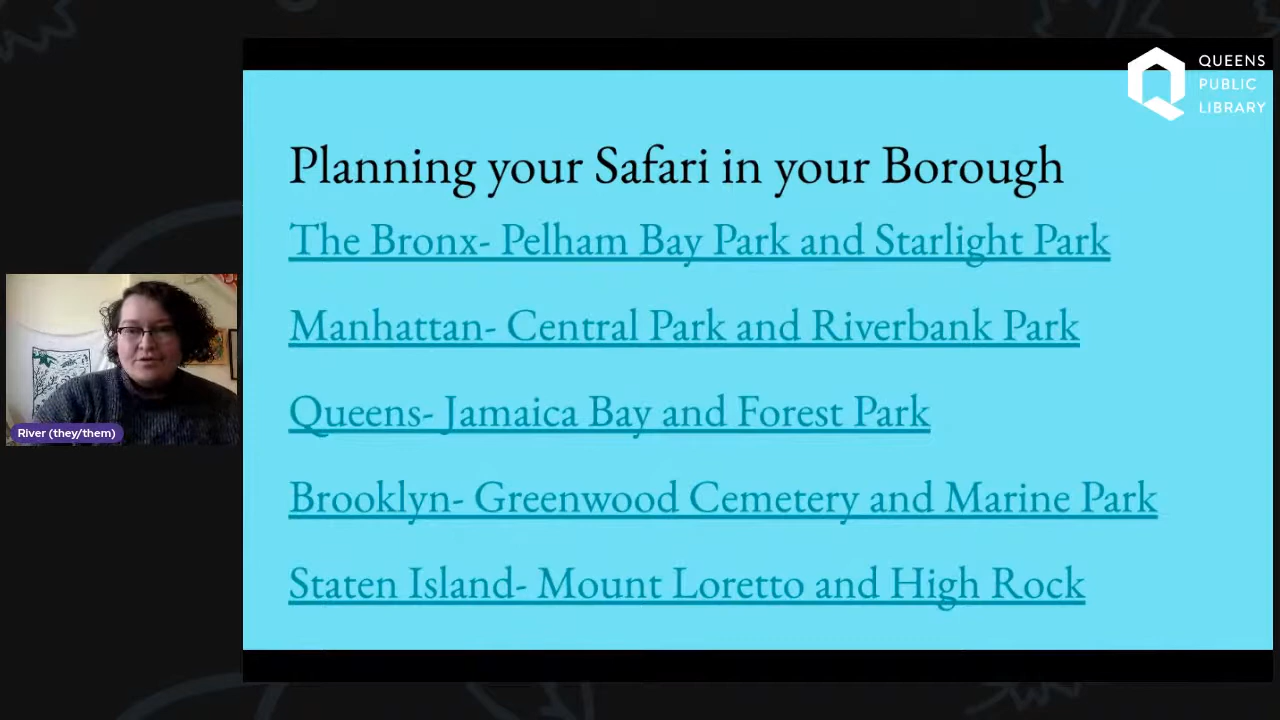 QUEENS
PUBLIC
LIBRARY
Planning your Safari in your Borough
The Bronx- Pelham Bay Park and Starlight Park
Manhattan- Central Park and Riverbank Park
Queens- Jamaica Bay and Forest Park
Brooklyn- Greenwood Cemetery and Marine Park
Staten Island- Mount Loretto and High Rock
River (they/them)